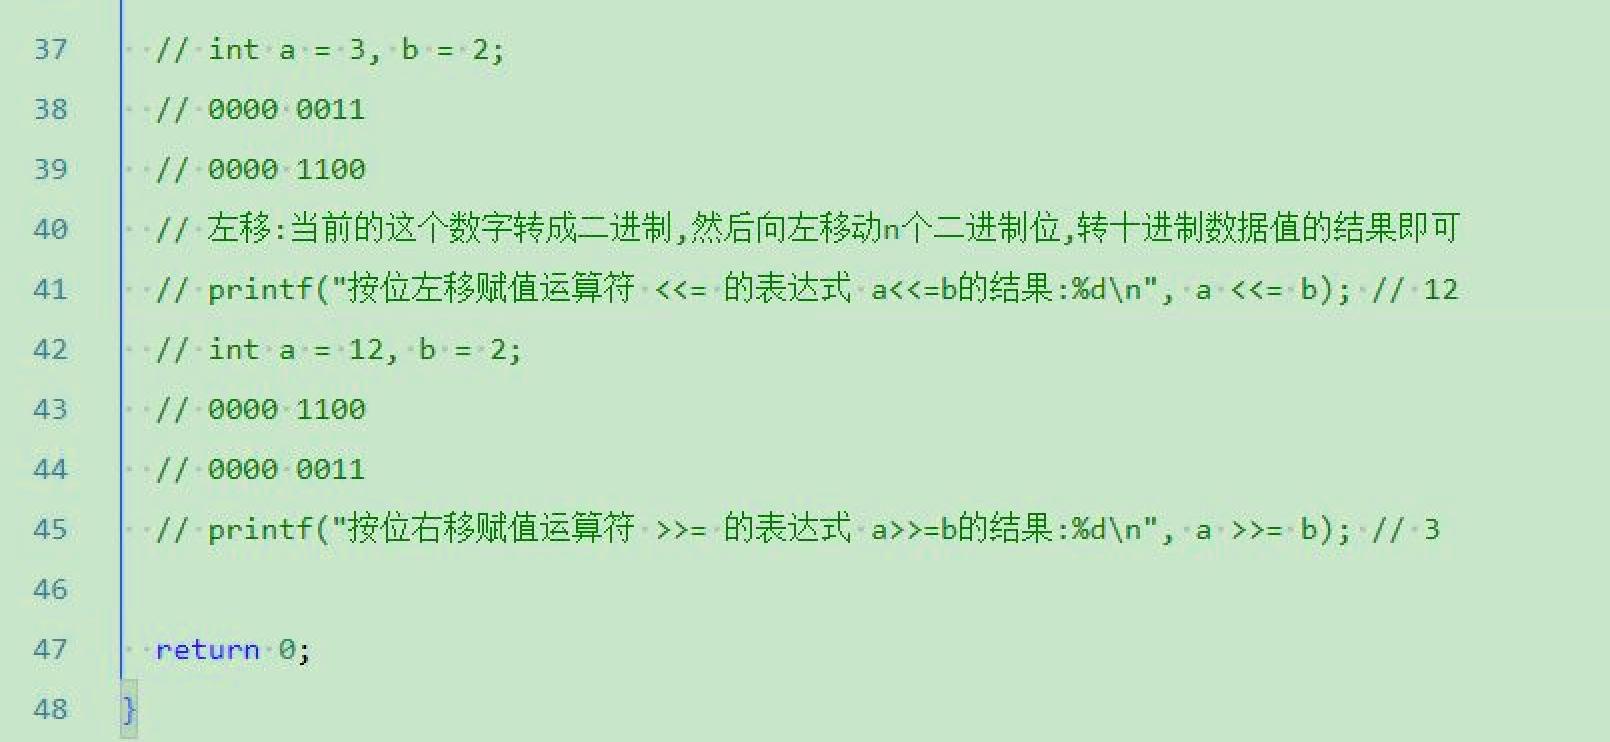 37 // int a = 3, b = 2;
38 // 0000 0011
39 // 0000 1100
40 // 左移:当前的这个数字转成二进制,然后向左移动n个二进制位,转十进制数据值的结果即可
41 // printf("按位左移赋值运算符 <<= 的表达式 a<<=b的结果:%d\n", a <<= b); // 12
42 // int a = 12, b = 2;
43 // 0000 1100
44 // 0000 0011
45 // printf("按位右移赋值运算符 >>= 的表达式 a>>=b的结果:%d\n", a >>= b); // 3
46
47 return 0;
48 }